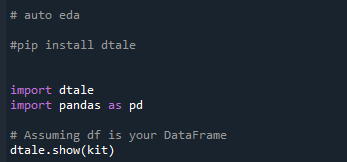 # auto eda
#pip install dtale
import dtale
import pandas as pd
# Assuming df is your DataFrame
dtale.show(kit)